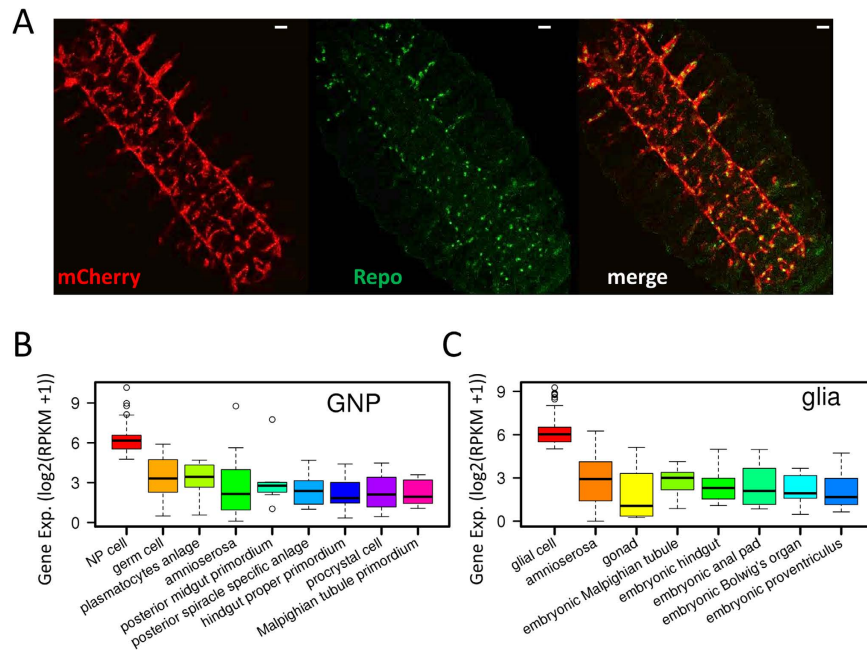 A
mCherry
Repo
merge
B
C
Gene Exp. (log2(RPKM +1))
9
6
3
0
GNP
NP cell
germ cell
plasmatocytes anlage
amnioserosa
posterior midgut primordium
posterior spiracle specific anlage
hindgut proper primordium
procrystal cell
Malpighian tubule primordium
Gene Exp. (log2(RPKM +1))
9
6
3
0
glia
glial cell
amnioserosa
gonad
embryonic Malpighian tubule
embryonic hindgut
embryonic anal pad
embryonic Bolwig's organ
embryonic proventriculus